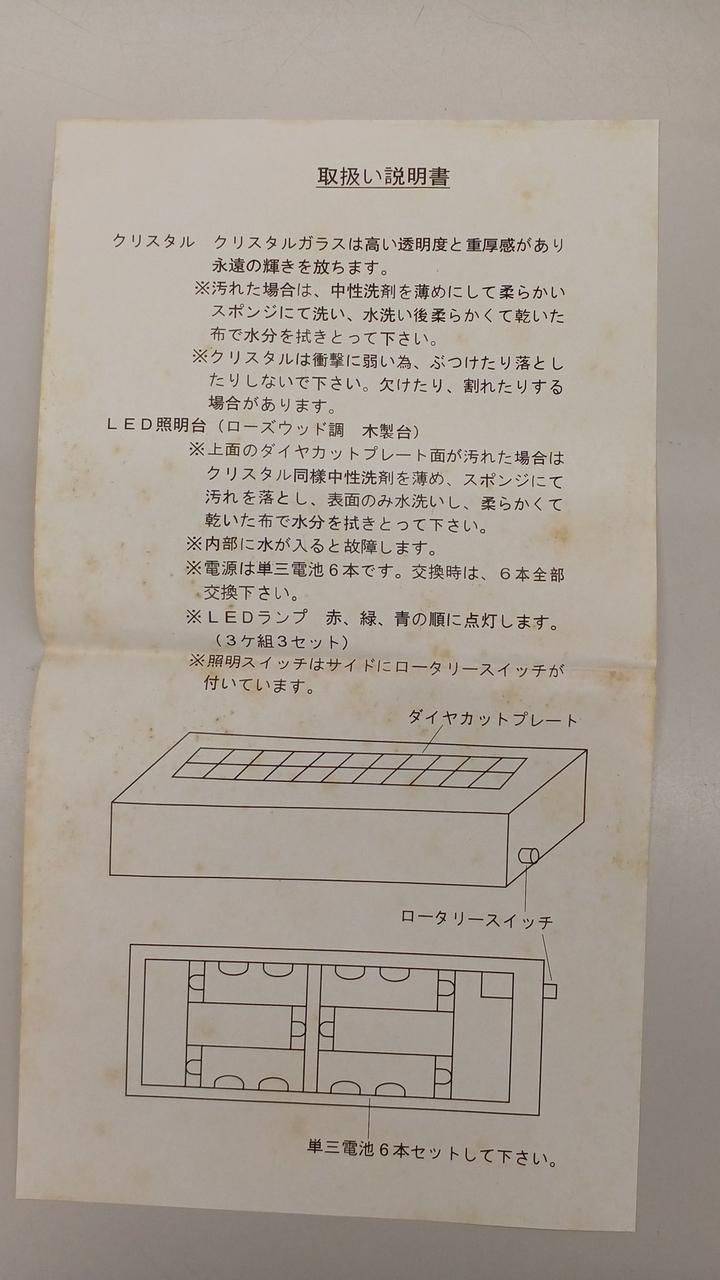 取扱い説明書
クリスタル　クリスタルガラスは高い透明度と重厚感があり
永遠の輝きを放ちます。
※汚れた場合は、中性洗剤を薄めにして柔らかい
スポンジにて洗い、水洗い後柔らかくて乾いた
布で水分を拭きとって下さい。
※クリスタルは衝撃に弱い為、ぶつけたり落とし
たりしないで下さい。欠けたり、割れたりする
場合があります。
ＬＥＤ照明台（ローズウッド調　木製台）
※上面のダイヤカットプレート面が汚れた場合は
クリスタル同様中性洗剤を薄め、スポンジにて
汚れを落とし、表面のみ水洗いし、柔らかくて
乾いた布で水分を拭きとって下さい。
※内部に水が入ると故障します。
※電源は単三電池６本です。交換時は、６本全部
交換下さい。
※ＬＥＤランプ　赤、緑、青の順に点灯します。
（３ケ組３セット）
※照明スイッチはサイドにロータリースイッチが
付いています。
ダイヤカットプレート
ロータリースイッチ
単三電池６本セットして下さい。